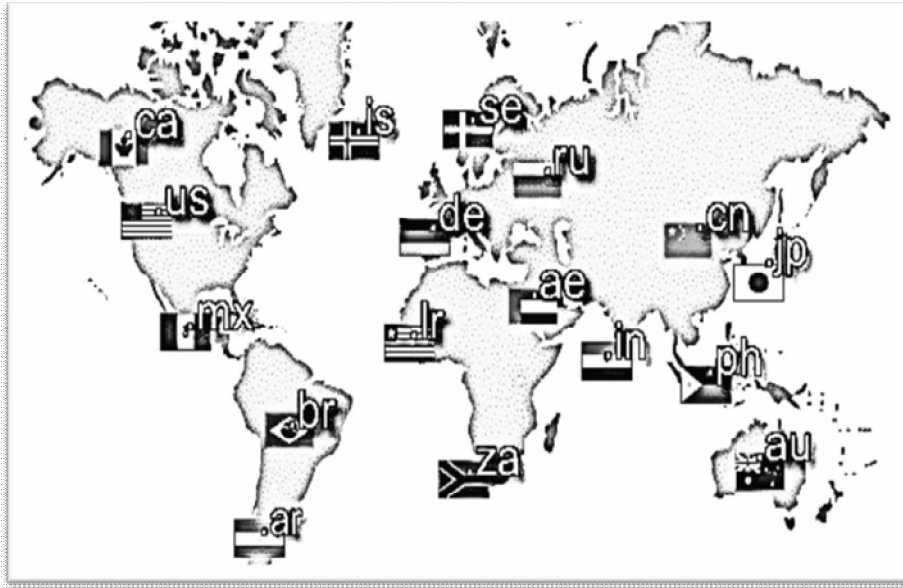 .ca
.is
.se
.ru
.us
.de
.cn
.jp
.ae
.mx
.lr
.in
.ph
.br
.za
.au
.ar